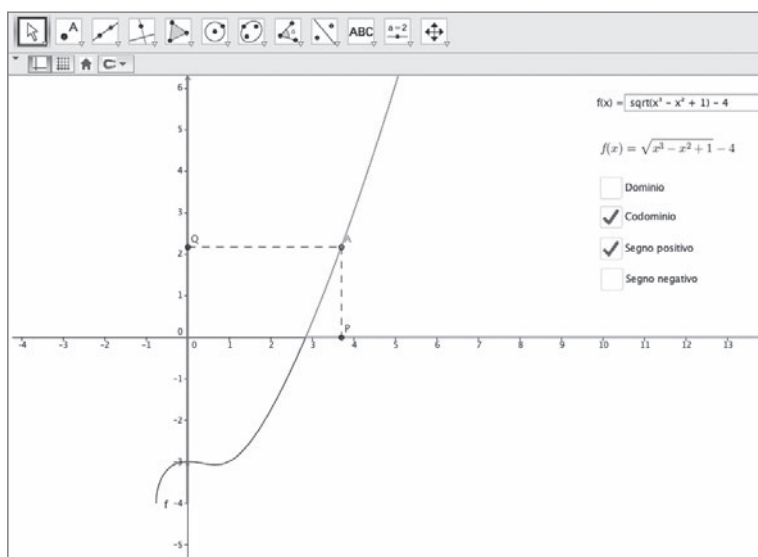 A
ABC
a=2
f(x) = sqrt(x³ – x² + 1) – 4
f(x) = √x³ − x² + 1 − 4
Dominio
Codominio
Segno positivo
Segno negativo
6
5
4
3
2
1
0
-1
-2
-3
-4
-5
Q
A
P
f
-4 -3 -2 -1 0 1 2 3 4 5 6 7 8 9 10 11 12 13